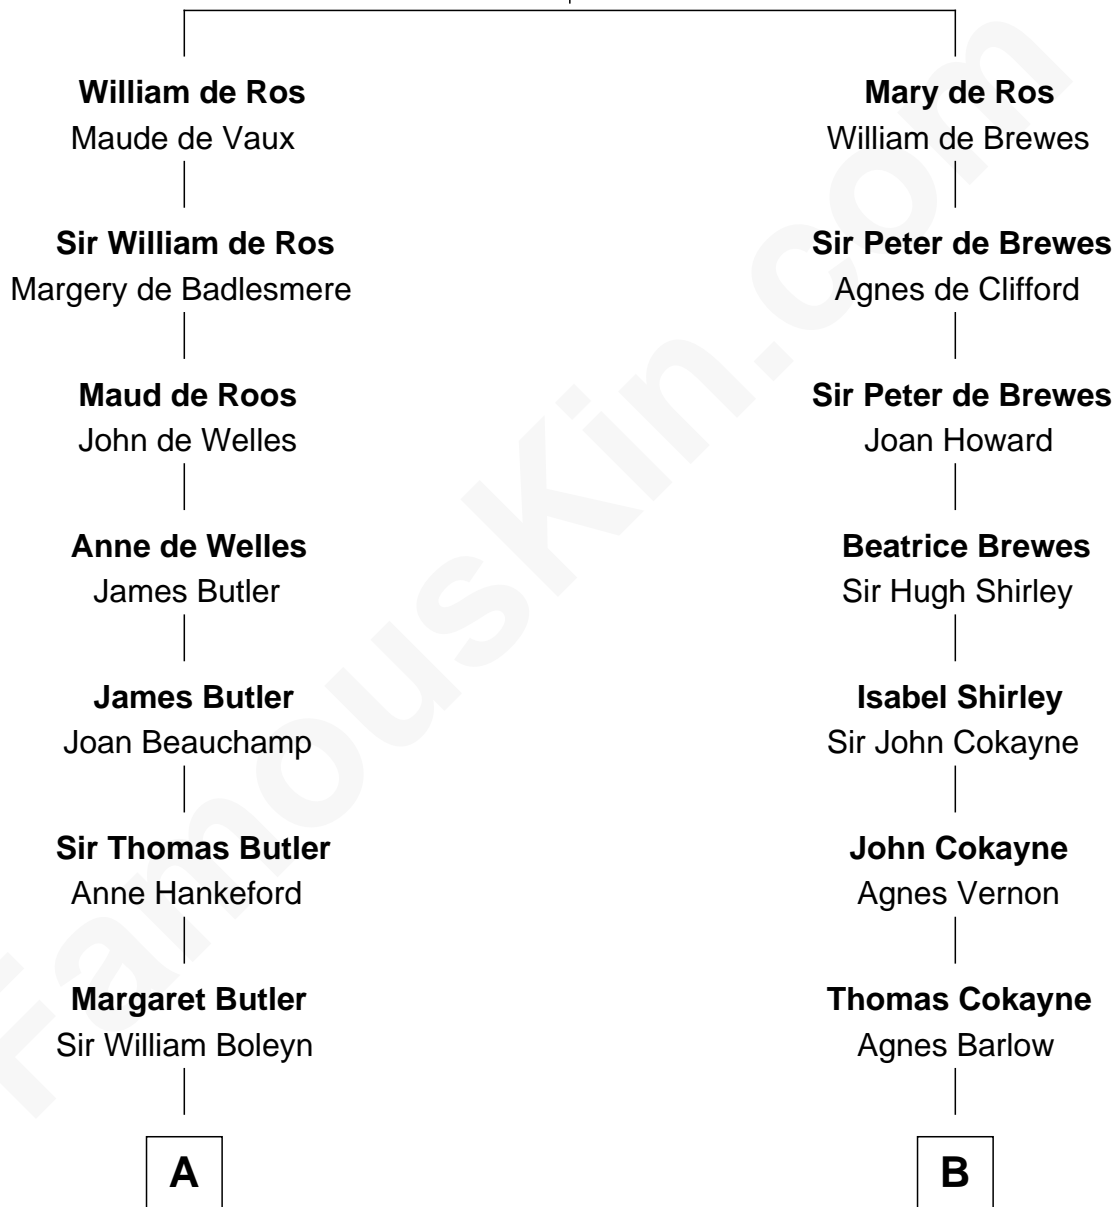 William de Ros
Maude de Vaux
Sir William de Ros
Margery de Badlesmere
Maud de Roos
John de Welles
Anne de Welles
James Butler
James Butler
Joan Beauchamp
Sir Thomas Butler
Anne Hankeford
Margaret Butler
Sir William Boleyn
A
Mary de Ros
William de Brewes
Sir Peter de Brewes
Agnes de Clifford
Sir Peter de Brewes
Joan Howard
Beatrice Brewes
Sir Hugh Shirley
Isabel Shirley
Sir John Cokayne
John Cokayne
Agnes Vernon
Thomas Cokayne
Agnes Barlow
B
FamousKin.com